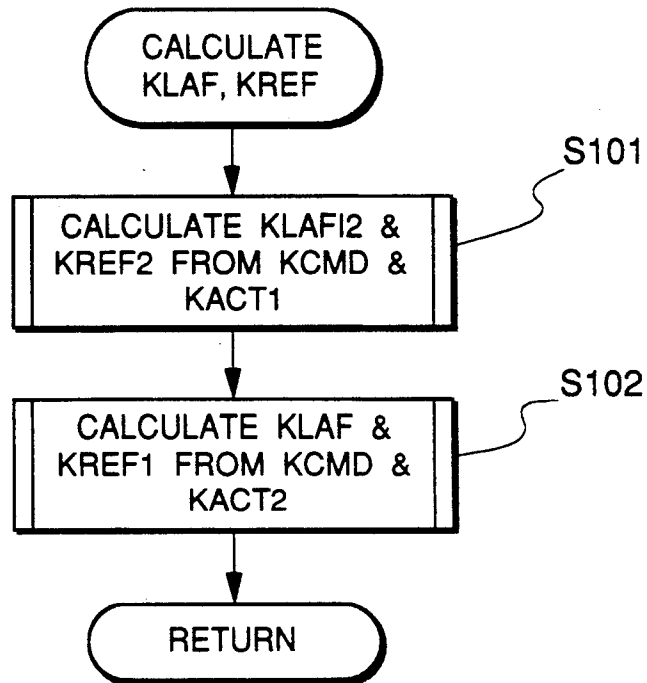 CALCULATE
KLAF, KREF
S101
CALCULATE KLAFI2 &
KREF2 FROM KCMD &
KACT1
S102
CALCULATE KLAF &
KREF1 FROM KCMD &
KACT2
RETURN